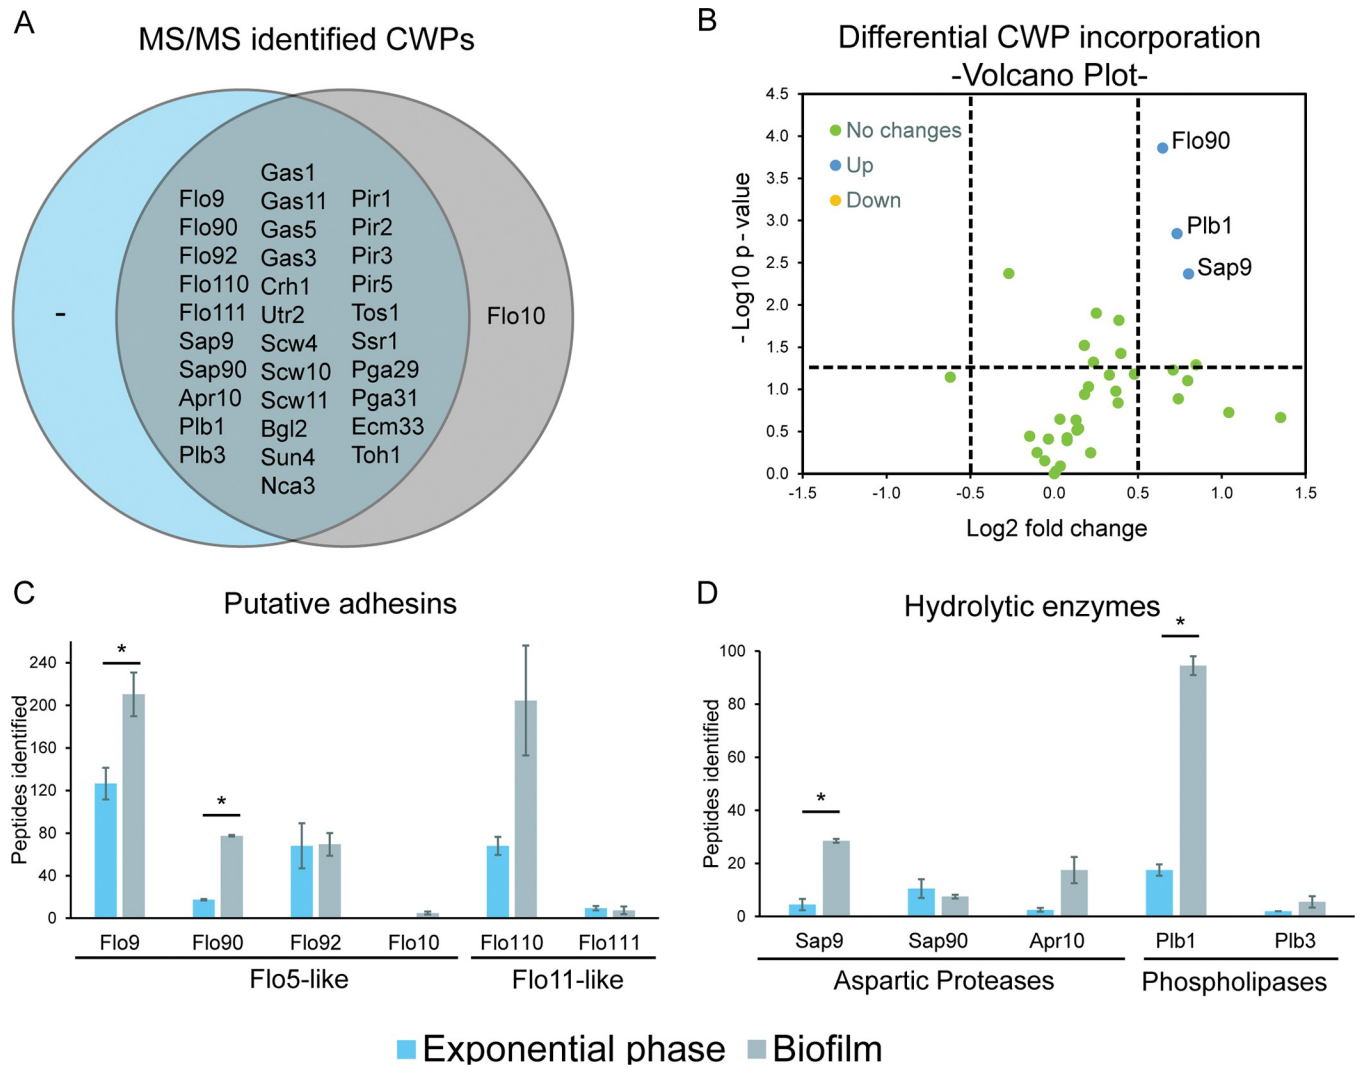 A
MS/MS identified CWPs
-
Flo9
Flo90
Flo92
Flo110
Flo111
Sap9
Sap90
Apr10
Plb1
Plb3
Gas1
Gas11
Gas5
Gas3
Crh1
Utr2
Scw4
Scw10
Scw11
Bgl2
Sun4
Nca3
Pir1
Pir2
Pir3
Pir5
Tos1
Ssr1
Pga29
Pga31
Ecm33
Toh1
Flo10
B
Differential CWP incorporation
-Volcano Plot-
- Log10 p - value
4.5
4.0
3.5
3.0
2.5
2.0
1.5
1.0
0.5
0.0
No changes
Up
Down
Flo90
Plb1
Sap9
-1.5 -1.0 -0.5 0.0 0.5 1.0 1.5
Log2 fold change
C
Putative adhesins
Peptides identified
240
200
160
120
80
40
0
*
*
Flo9 Flo90 Flo92 Flo10 Flo110 Flo111
Flo5-like Flo11-like
D
Hydrolytic enzymes
Peptides identified
100
80
60
40
20
0
*
*
Sap9 Sap90 Apr10 Plb1 Plb3
Aspartic Proteases Phospholipases
Exponential phase Biofilm